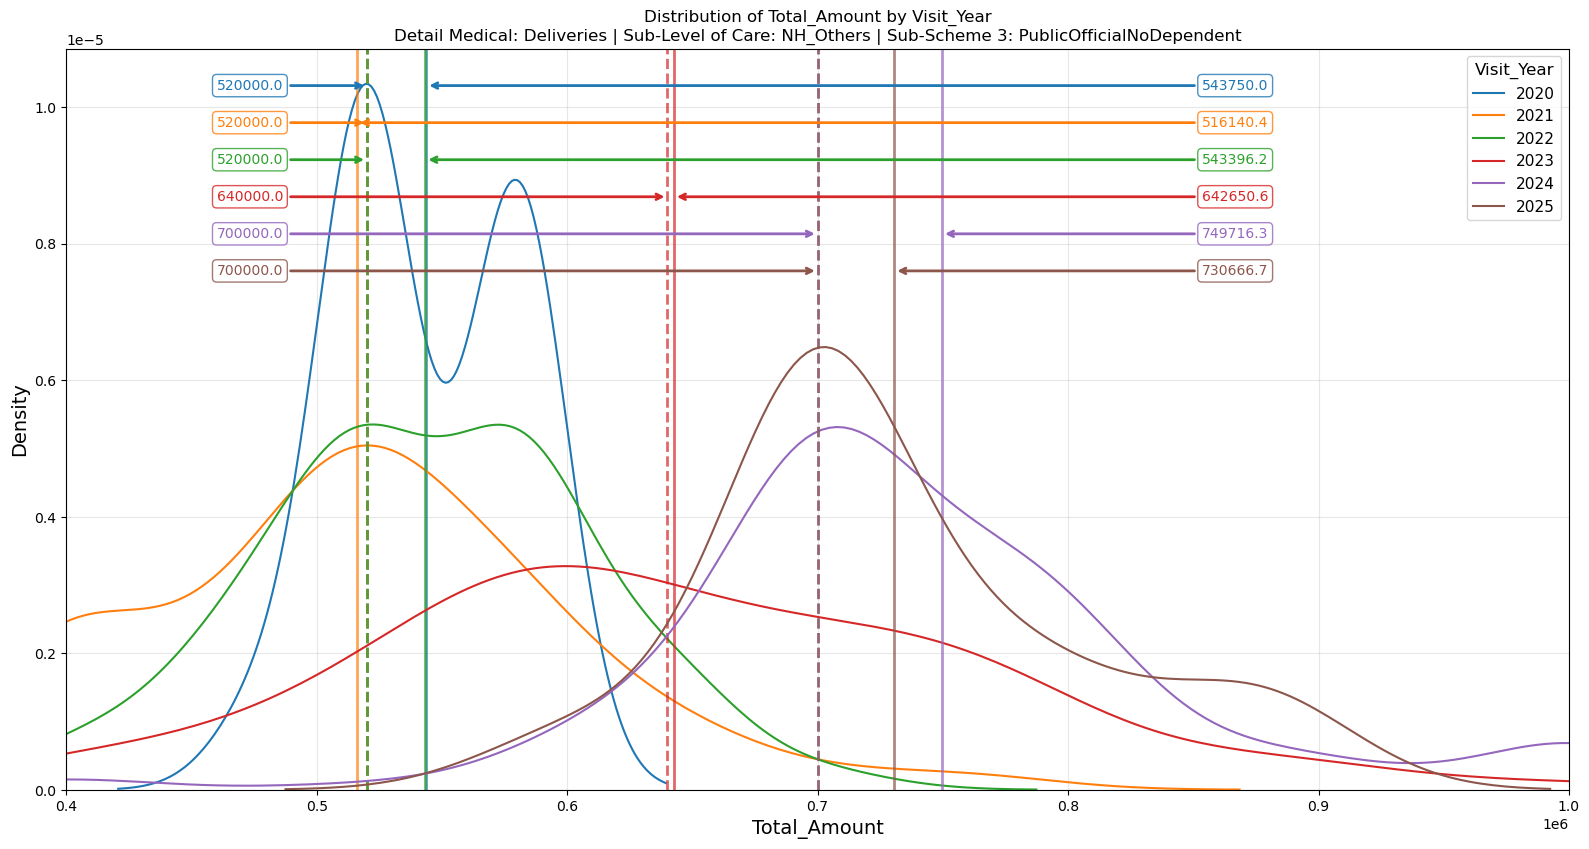 Distribution of Total_Amount by Visit_Year
Detail Medical: Deliveries | Sub-Level of Care: NH_Others | Sub-Scheme 3: PublicOfficialNoDependent
1e−5
Visit_Year
2020
2021
2022
2023
2024
2025
520000.0 543750.0
520000.0 516140.4
520000.0 543396.2
640000.0 642650.6
700000.0 749716.3
700000.0 730666.7
Density
1.0
0.8
0.6
0.4
0.2
0.0
0.4 0.5 0.6 0.7 0.8 0.9 1.0
1e6
Total_Amount